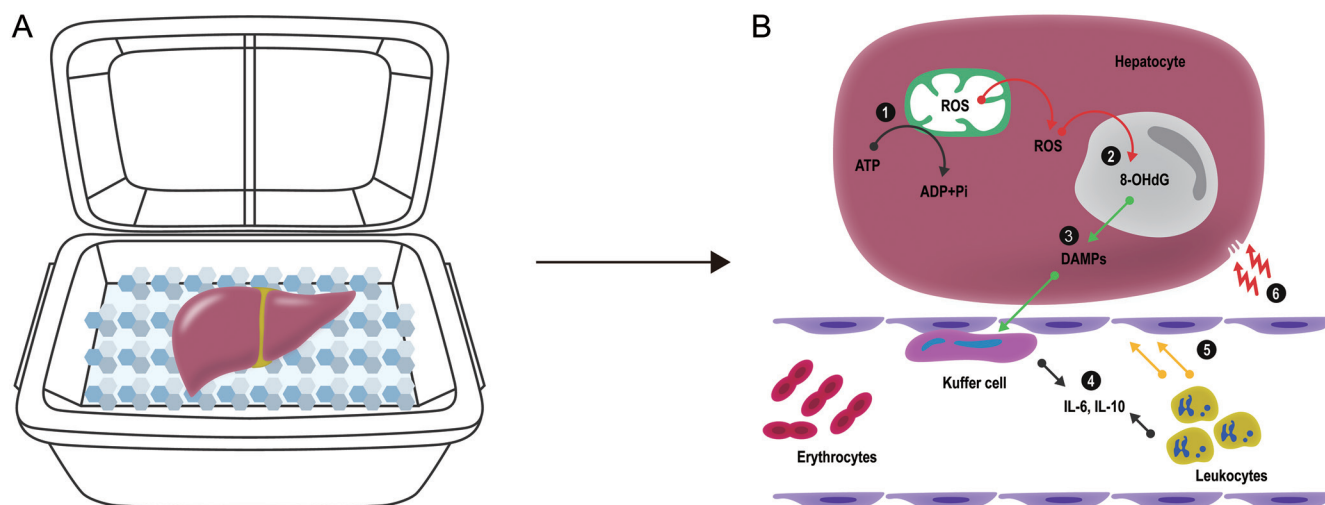 A
B
Hepatocyte
ROS
1
ROS
2
ATP
8-OHdG
ADP+Pi
3
DAMPs
6
5
Kuffer cell
4
IL-6, IL-10
Erythrocytes
Leukocytes